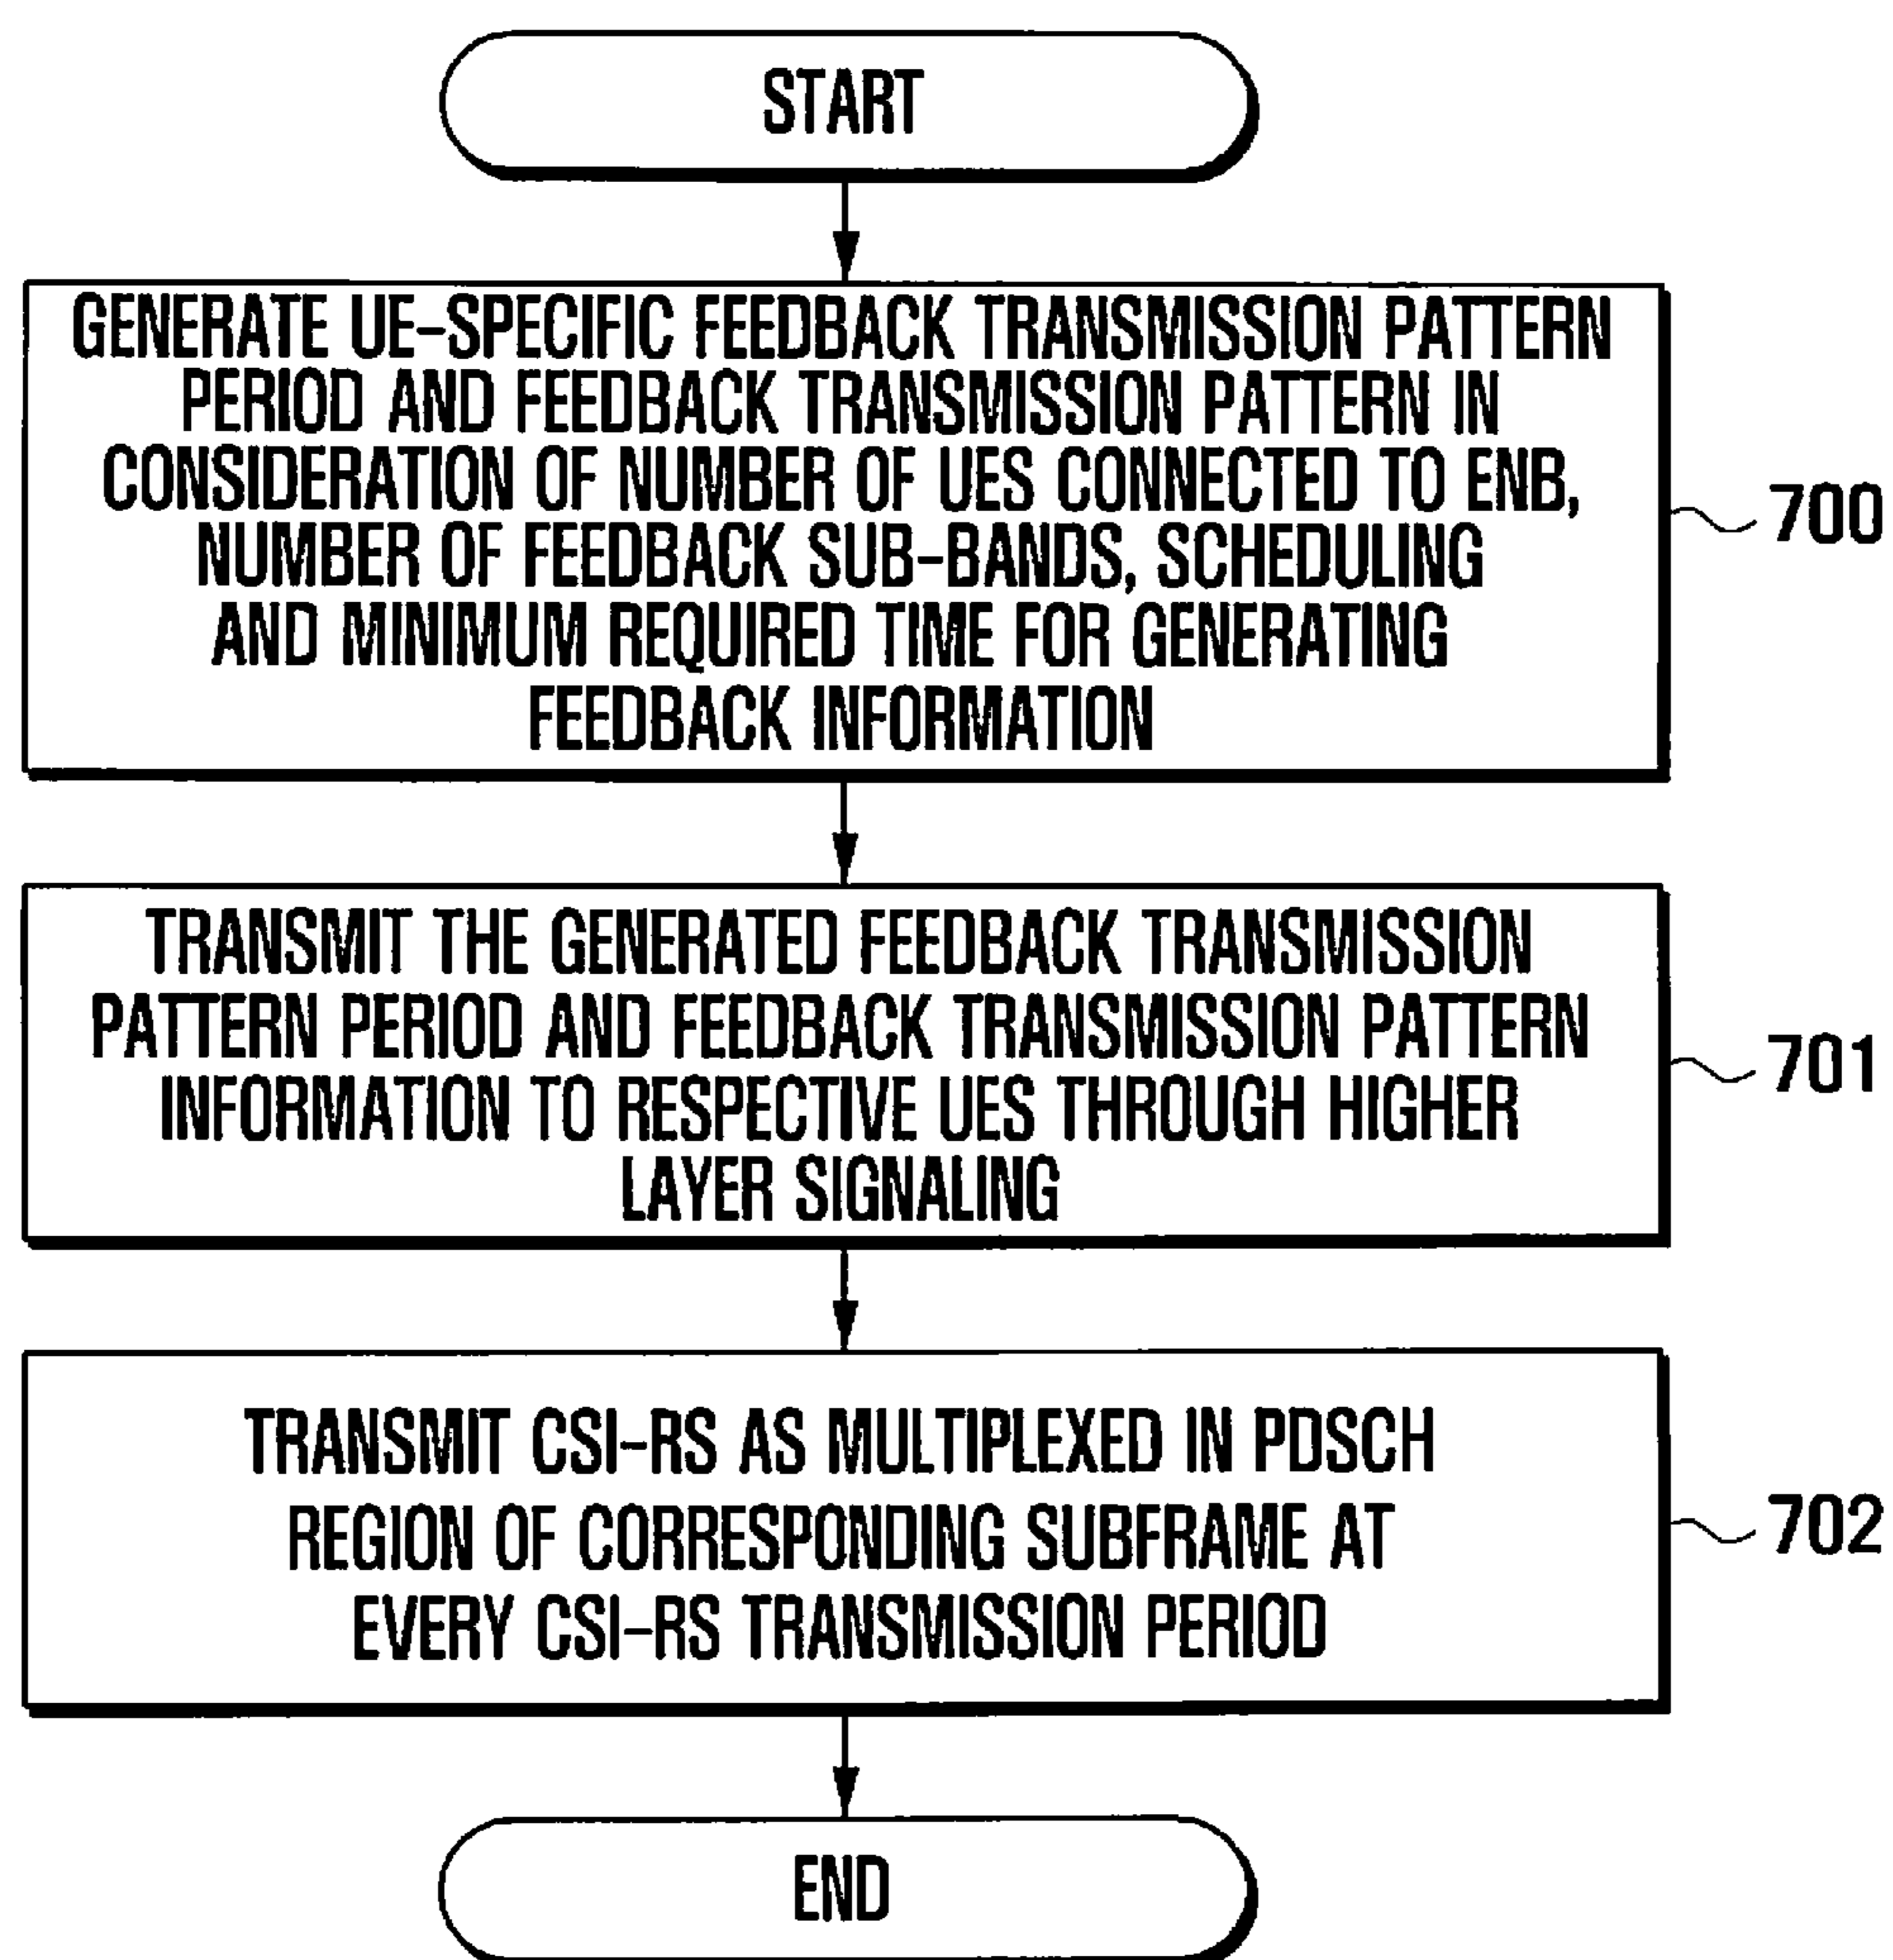 START
GENERATE UE-SPECIFIC FEEDBACK TRANSMISSION PATTERN
PERIOD AND FEEDBACK TRANSMISSION PATTERN IN
CONSIDERATION OF NUMBER OF UES CONNECTED TO ENB,
NUMBER OF FEEDBACK SUB-BANDS, SCHEDULING
AND MINIMUM REQUIRED TIME FOR GENERATING
FEEDBACK INFORMATION
700
TRANSMIT THE GENERATED FEEDBACK TRANSMISSION
PATTERN PERIOD AND FEEDBACK TRANSMISSION PATTERN
INFORMATION TO RESPECTIVE UES THROUGH HIGHER
LAYER SIGNALING
701
TRANSMIT CSI-RS AS MULTIPLEXED IN PDSCH
REGION OF CORRESPONDING SUBFRAME AT
EVERY CSI-RS TRANSMISSION PERIOD
702
END